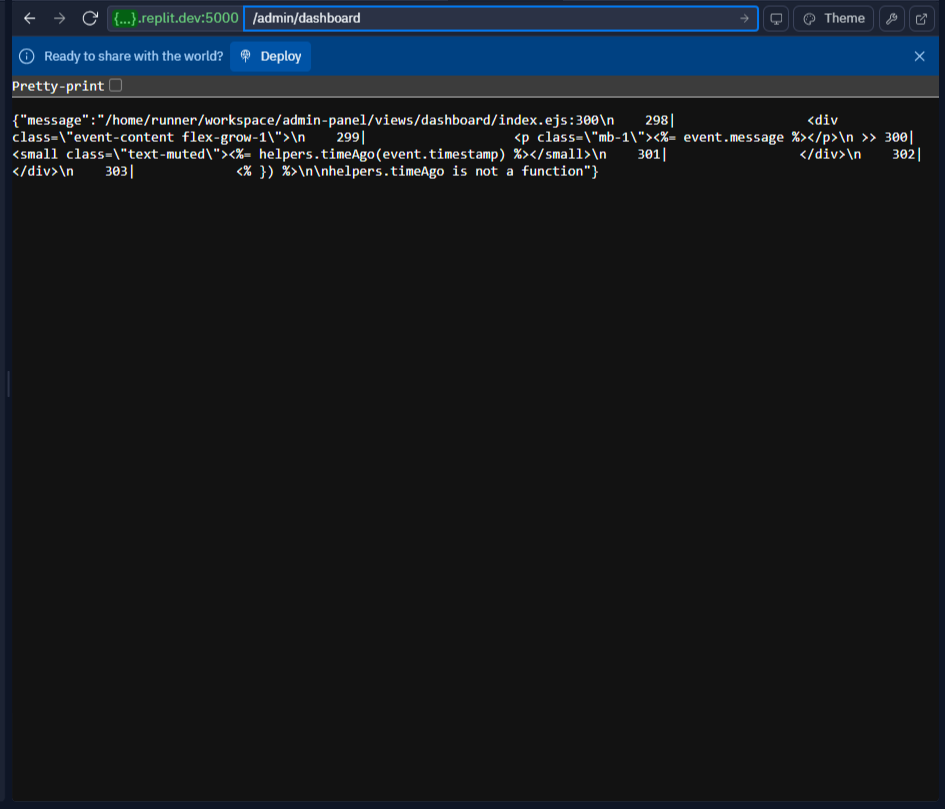 {...}.replit.dev:5000 /admin/dashboard Theme
Ready to share with the world? Deploy
Pretty-print
{"message":"/home/runner/workspace/admin-panel/views/dashboard/index.ejs:300\n    298|                 <div
class=\"event-content flex-grow-1\">\n    299|                   <p class=\"mb-1\"><%= event.message %></p>\n >> 300|
<small class=\"text-muted\"><%= helpers.timeAgo(event.timestamp) %></small>\n    301|                 </div>\n    302|
</div>\n    303|             <% }) %>\n\nhelpers.timeAgo is not a function"}